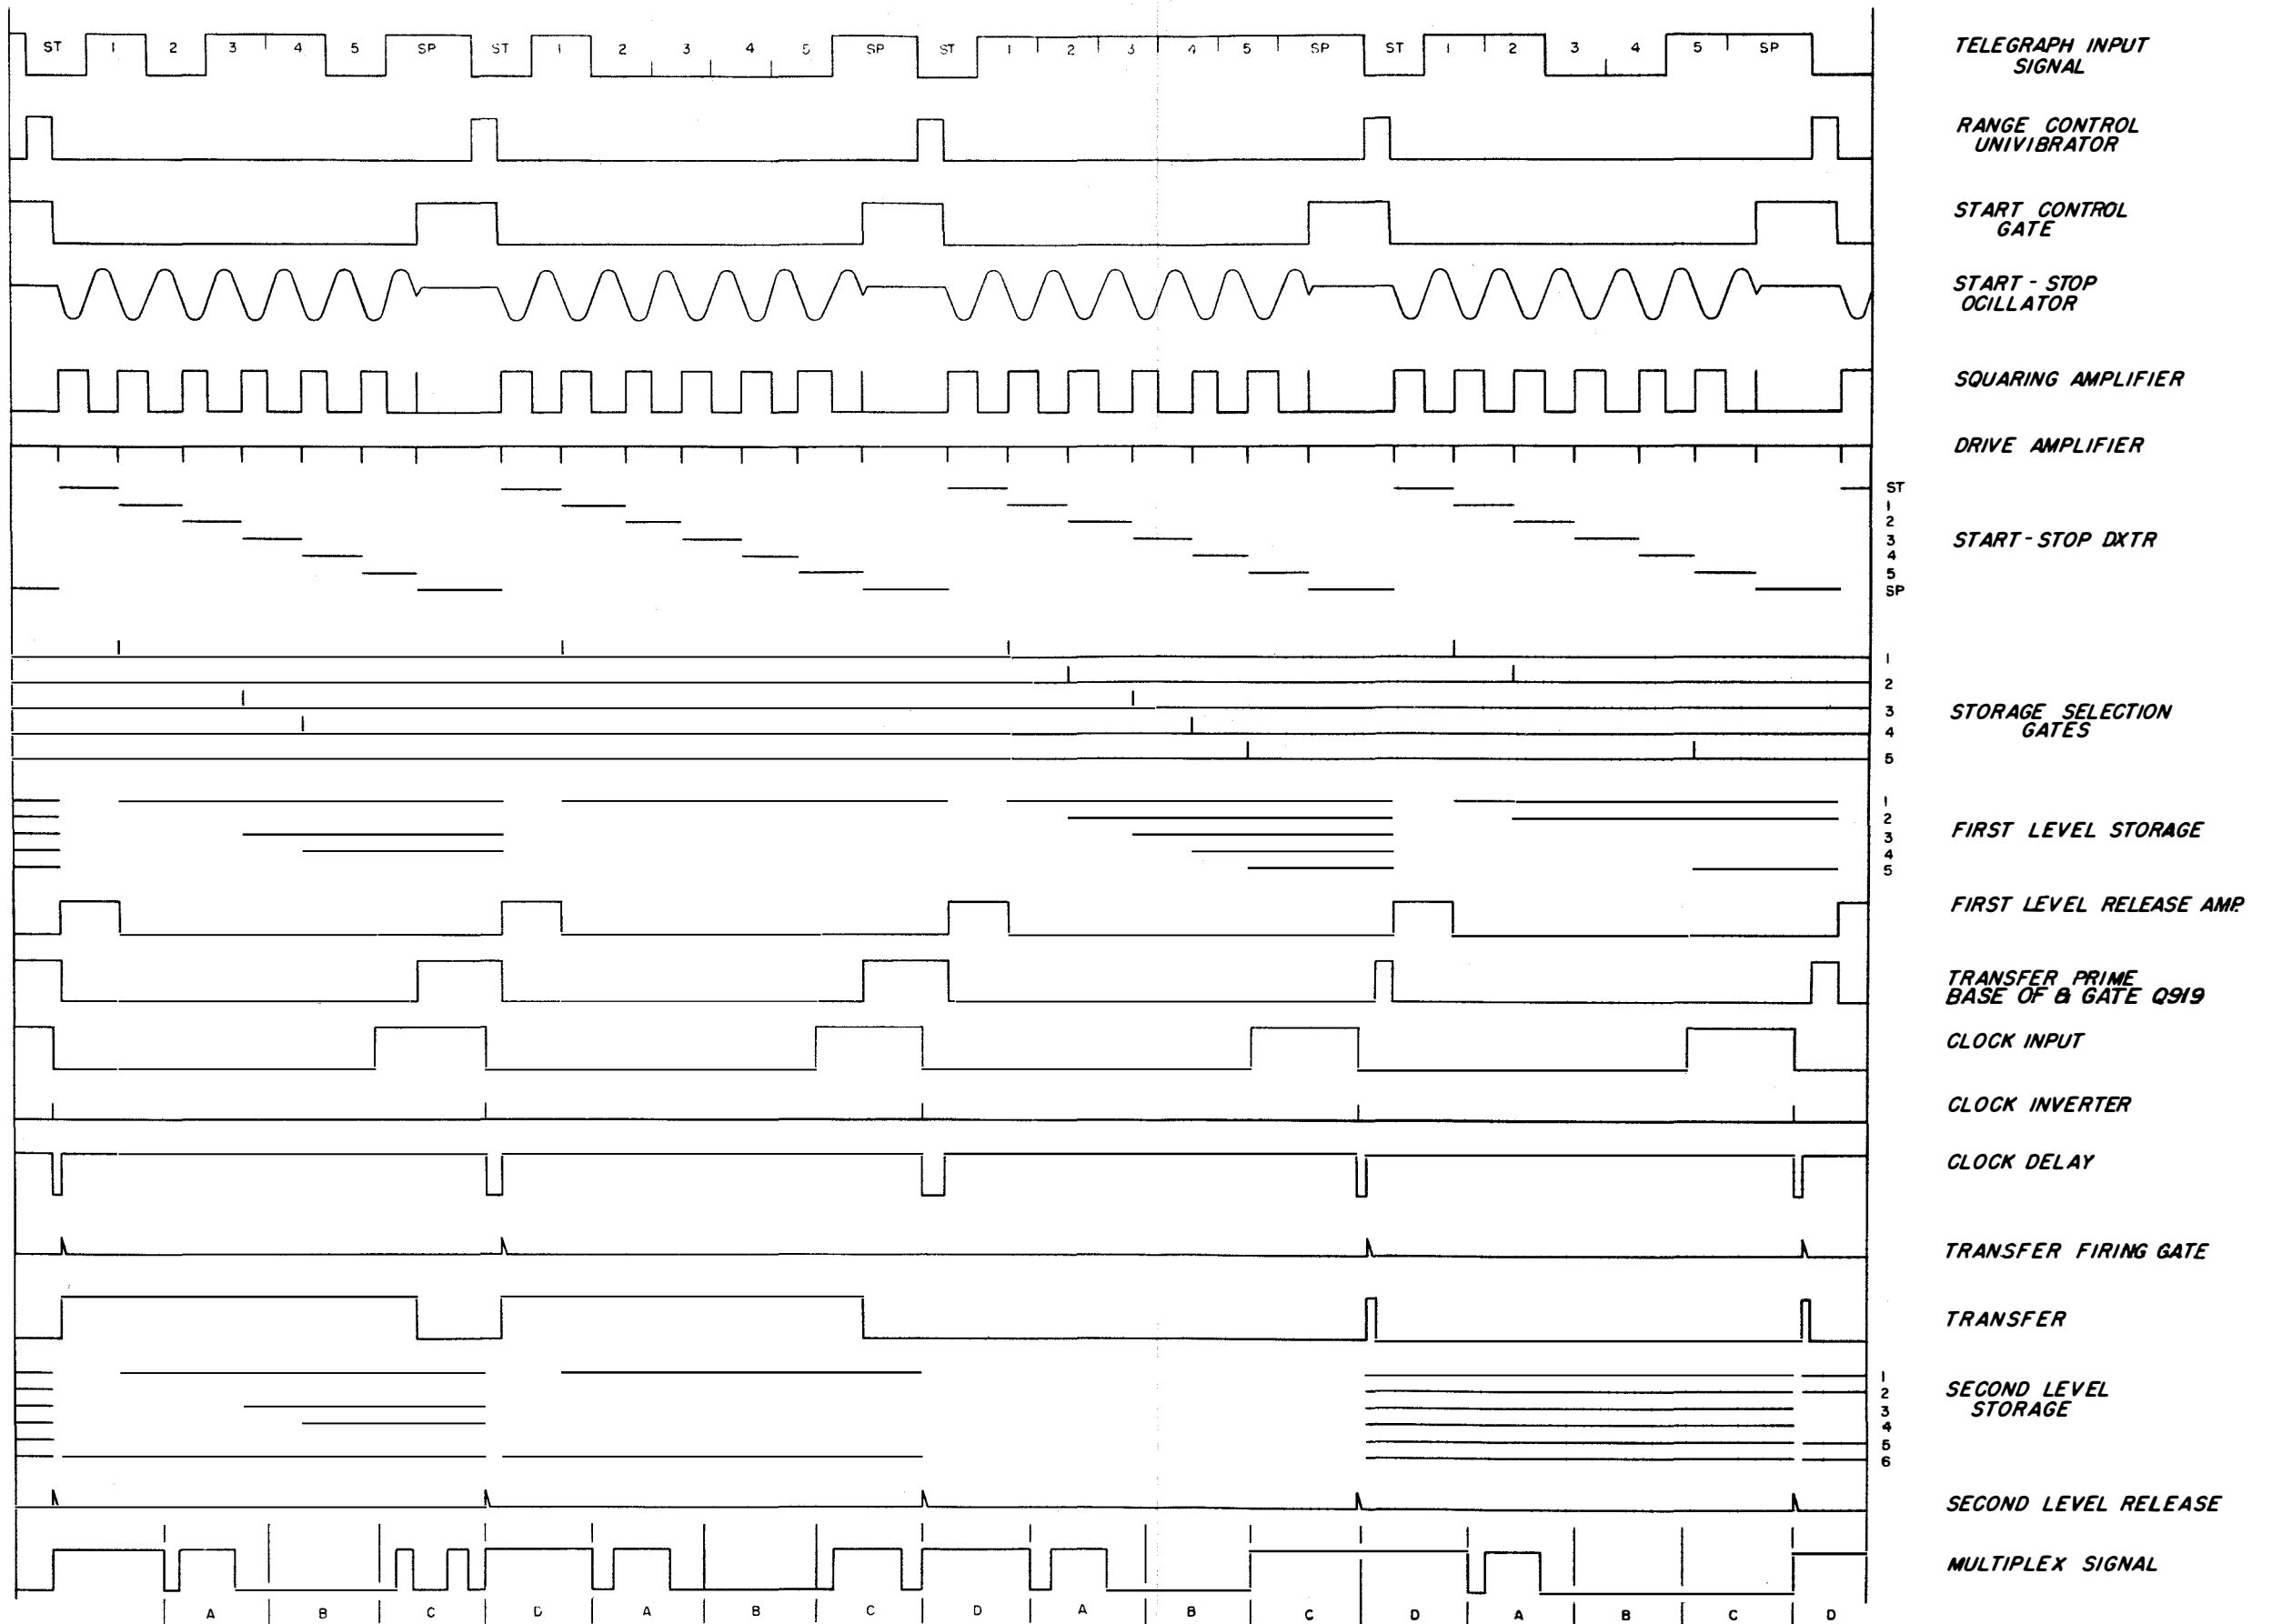 ST 1 2 3 4 5 SP ST 1 2 3 4 5 SP ST 1 2 3 4 5 SP ST 1 2 3 4 5 SP
TELEGRAPH INPUT
SIGNAL
RANGE CONTROL
UNIVIBRATOR
START CONTROL
GATE
START-STOP
OCILLATOR
SQUARING AMPLIFIER
DRIVE AMPLIFIER
ST
1
2
3
4
5
SP
START-STOP DXTR
1
2
3
4
5
STORAGE SELECTION
GATES
1
2
3
4
5
FIRST LEVEL STORAGE
FIRST LEVEL RELEASE AMP.
TRANSFER PRIME
BASE OF & GATE Q919
CLOCK INPUT
CLOCK INVERTER
CLOCK DELAY
TRANSFER FIRING GATE
TRANSFER
1
2
3
4
5
6
SECOND LEVEL
STORAGE
SECOND LEVEL RELEASE
MULTIPLEX SIGNAL
A B C D A B C D A B C D A B C D